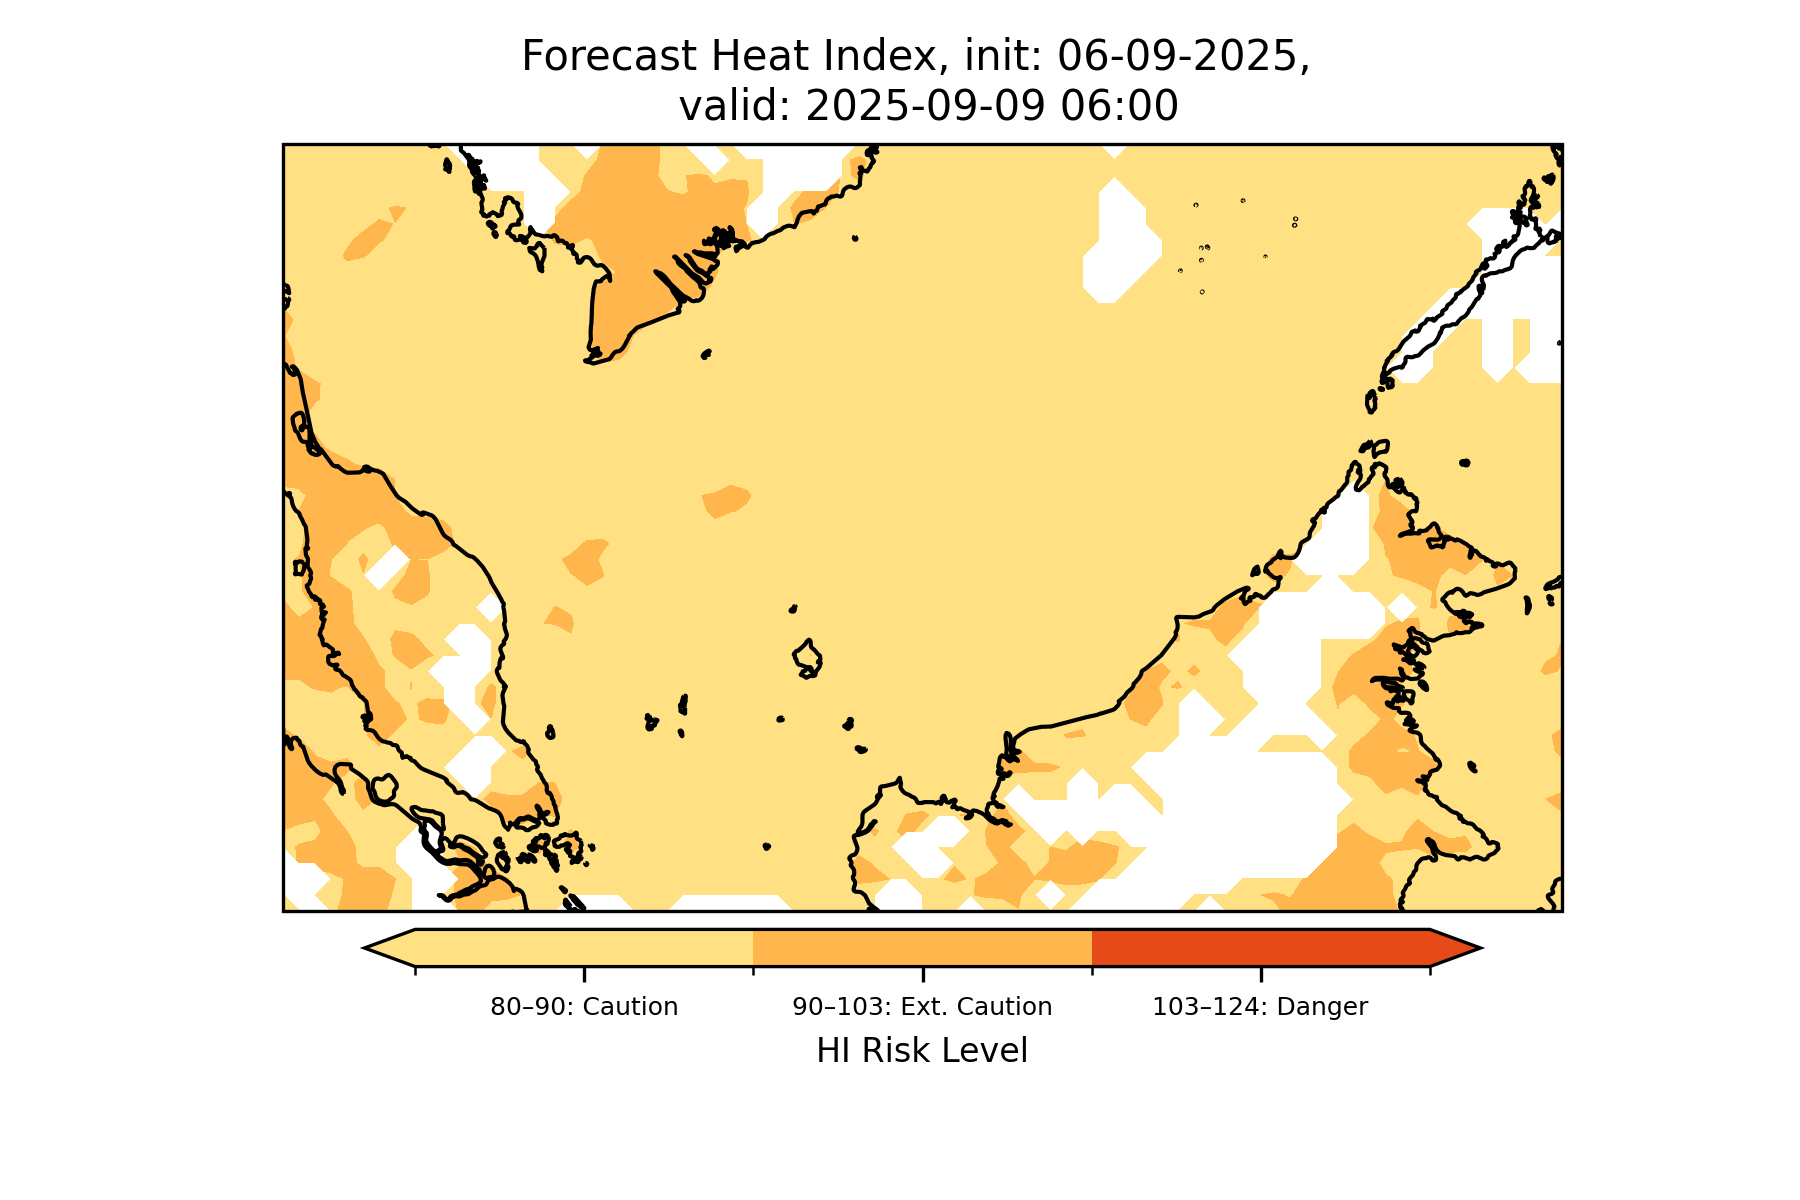 Forecast Heat Index, init: 06-09-2025,
valid: 2025-09-09 06:00
80–90: Caution
90–103: Ext. Caution
103–124: Danger
HI Risk Level